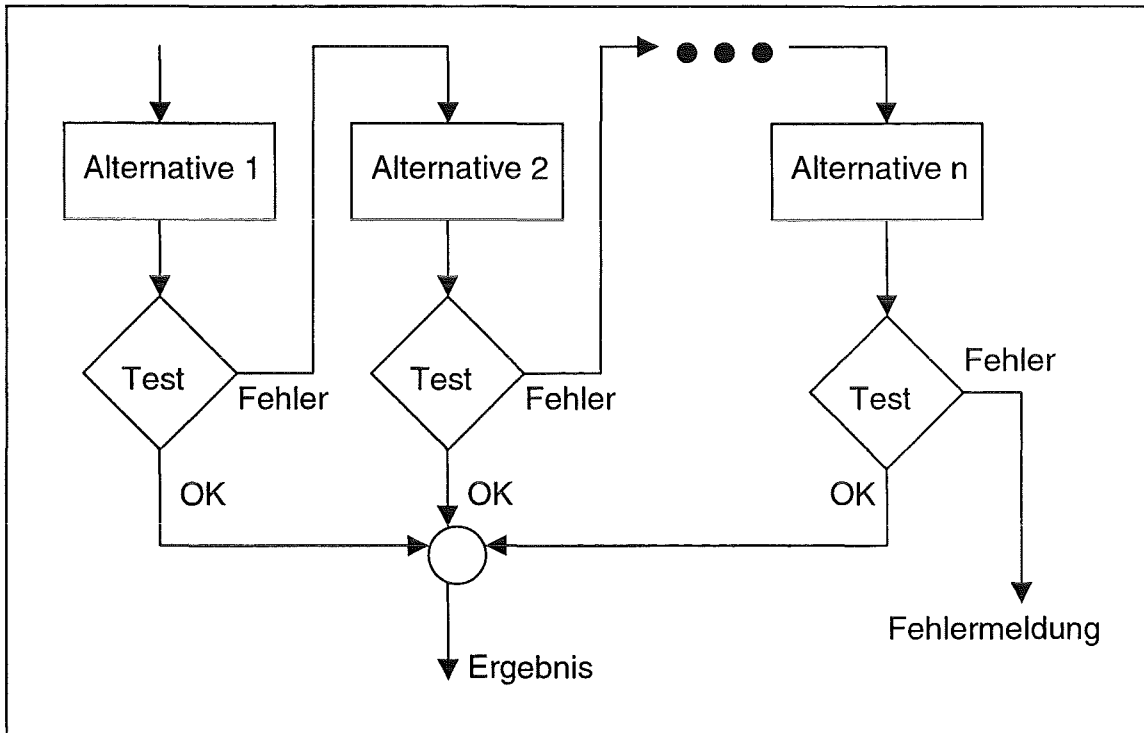 Alternative 1
Alternative 2
Alternative n
Test
Fehler
Test
Fehler
Test
Fehler
OK
OK
OK
Fehlermeldung
Ergebnis